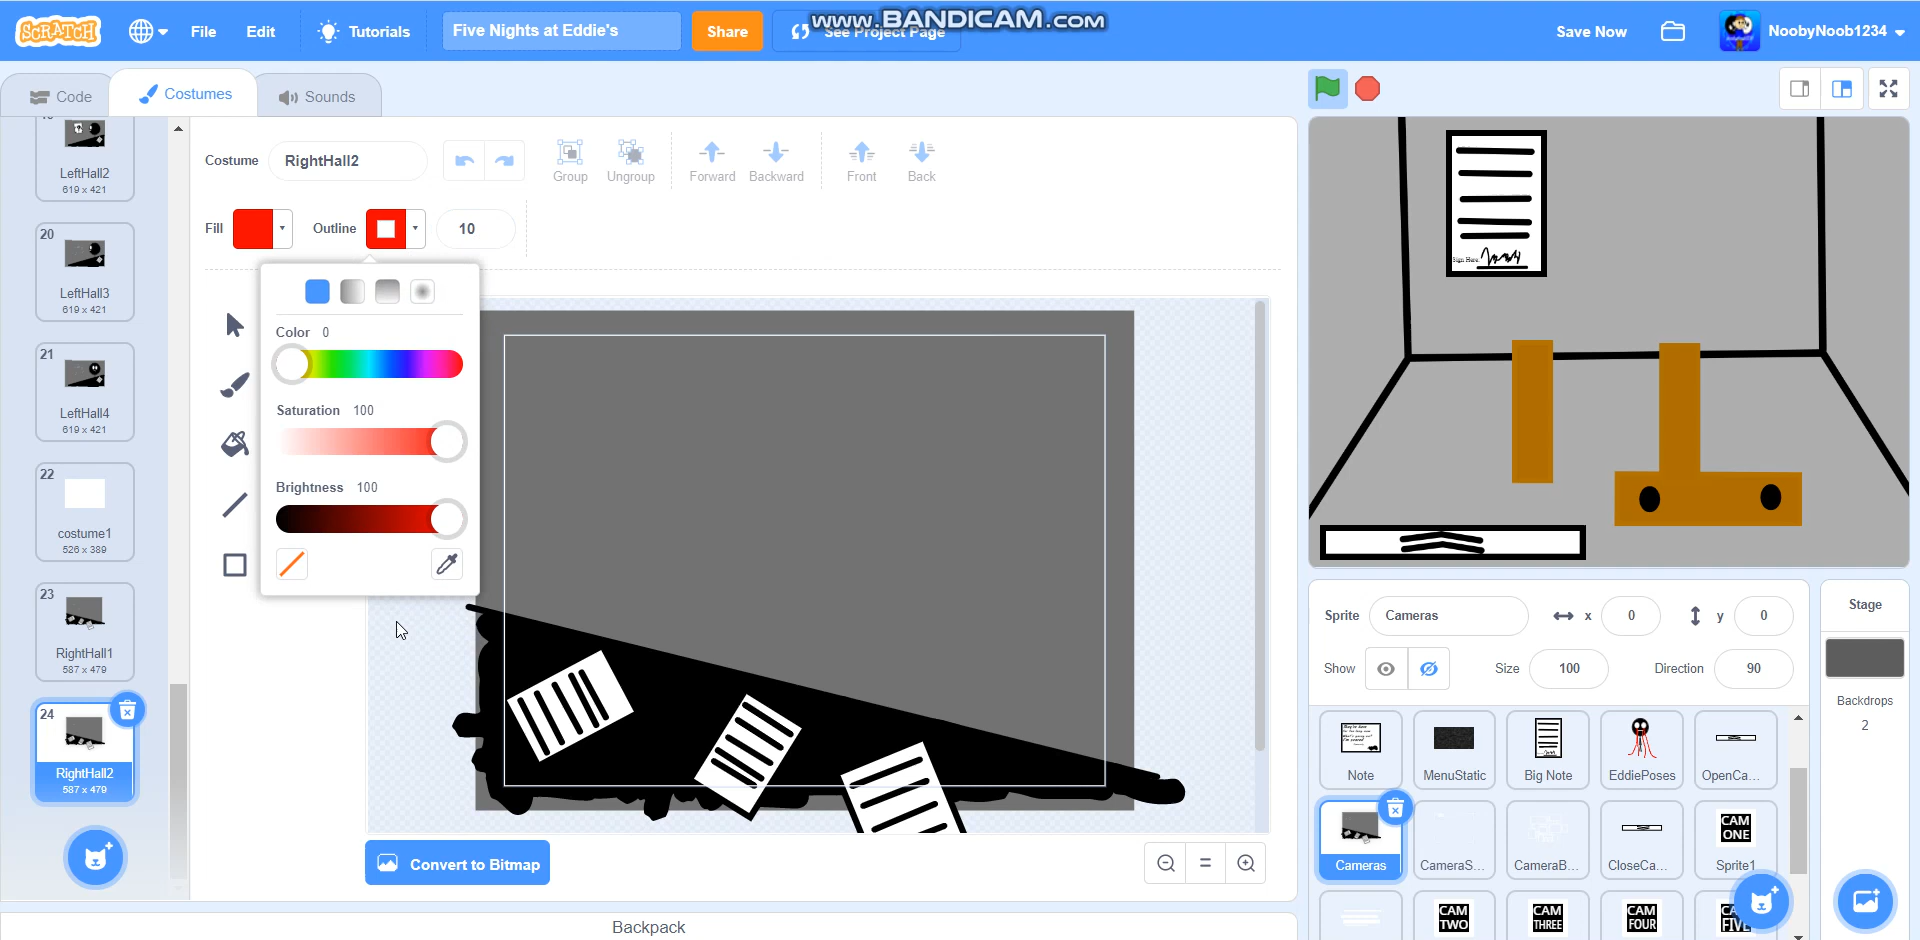 SCRATCH
File
Edit
Tutorials
Five Nights at Eddie's
Share
See Project Page
www.BANDICAM.com
Save Now
NoobyNoob1234
Code
Costumes
Sounds
LeftHall2
619 x 421
20
LeftHall3
619 x 421
21
LeftHall4
619 x 421
22
costume1
526 x 389
23
RightHall1
587 x 479
24
RightHall2
587 x 479
Costume
RightHall2
Group
Ungroup
Forward
Backward
Front
Back
Fill
Outline
10
Color 0
Saturation 100
Brightness 100
Convert to Bitmap
Backpack
Sign Here:
Sprite
Cameras
x 0
y 0
Show
Size 100
Direction 90
Stage
Backdrops
2
Note
MenuStatic
Big Note
EddiePoses
OpenCa...
Cameras
CameraS...
CameraB...
CloseCa...
CAM
ONE
Sprite1
CAM
TWO
CAM
THREE
CAM
FOUR